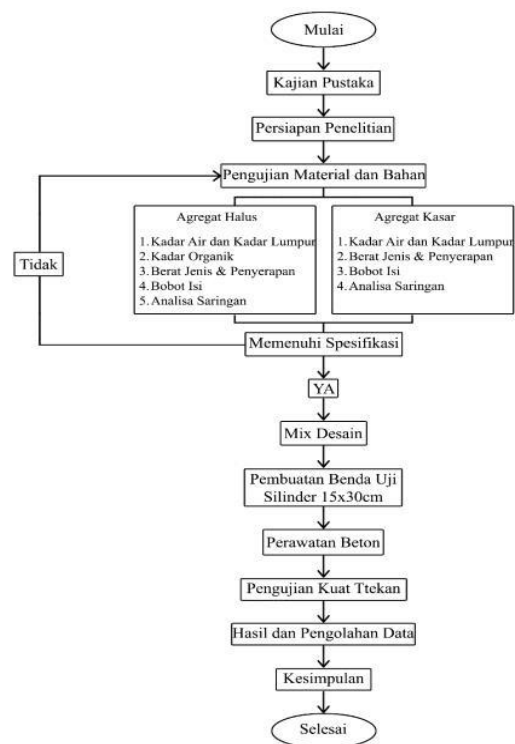 Mulai
Kajian Pustaka
Persiapan Penelitian
Pengujian Material dan Bahan
Agregat Halus
1.Kadar Air dan Kadar Lumpur
2.Kadar Organik
3.Berat Jenis & Penyerapan
4.Bobot Isi
5.Analisa Saringan
Agregat Kasar
1.Kadar Air dan Kadar Lumpur
2.Berat Jenis & Penyerapan
3.Bobot Isi
4.Analisa Saringan
Tidak
Memenuhi Spesifikasi
YA
Mix Desain
Pembuatan Benda Uji
Silinder 15x30cm
Perawatan Beton
Pengujian Kuat Ttekan
Hasil dan Pengolahan Data
Kesimpulan
Selesai